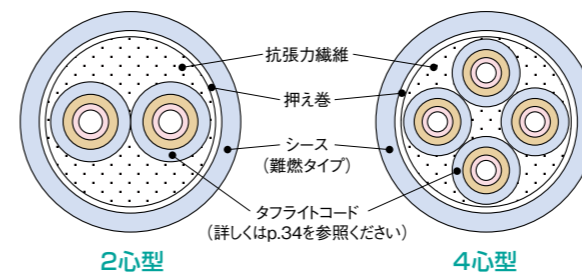 抗張力繊維
押え巻
シース
(難燃タイプ)
タフライトコード
(詳しくはp.34を参照ください)
2心型
4心型